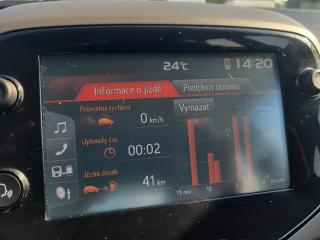 24°C
14:20
Informace o jízdě
Předchozí záznamy
Průměrná rychlost
0 km/h
Vymazat
Uplynulý čas
00:02
Jízdní dosah
41 km
15 min
10